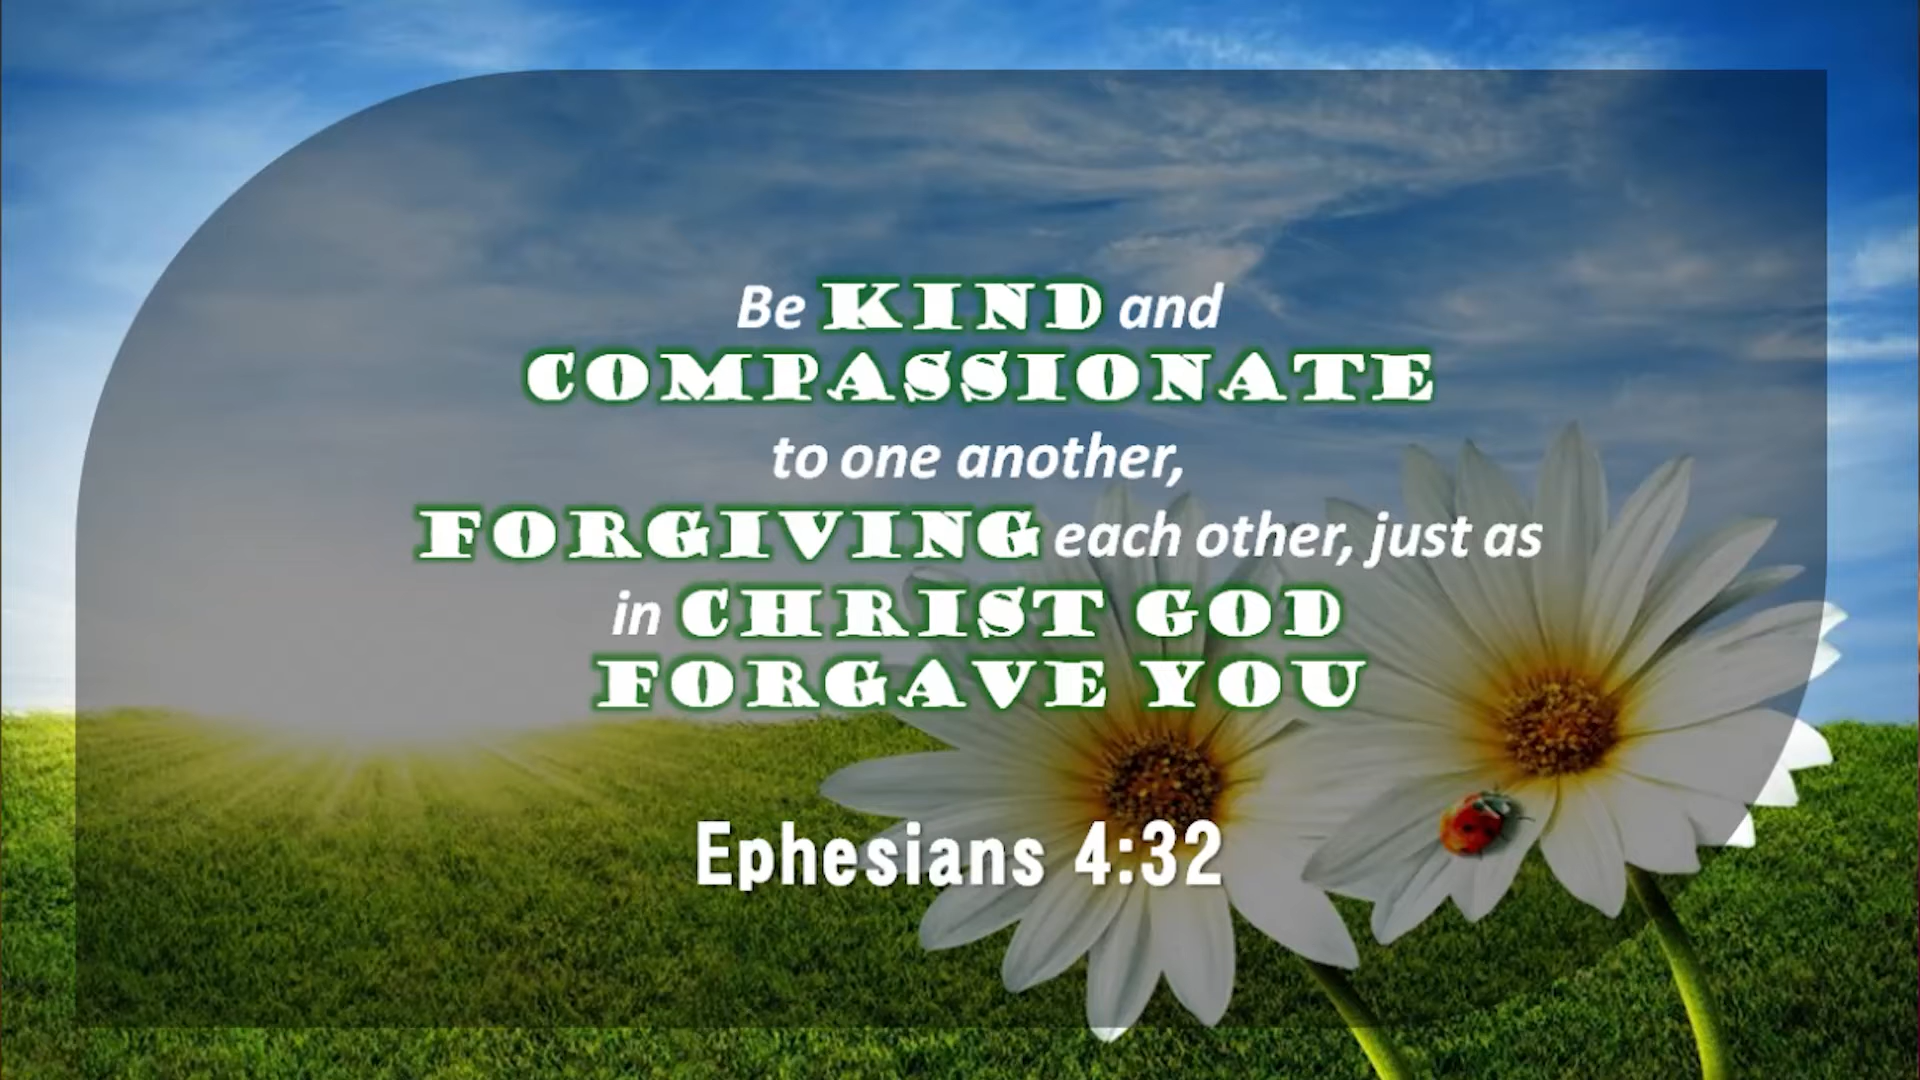 Be KIND and
COMPASSIONATE
to one another,
FORGIVING each other, just as
in CHRIST GOD
FORGAVE YOU
Ephesians 4:32